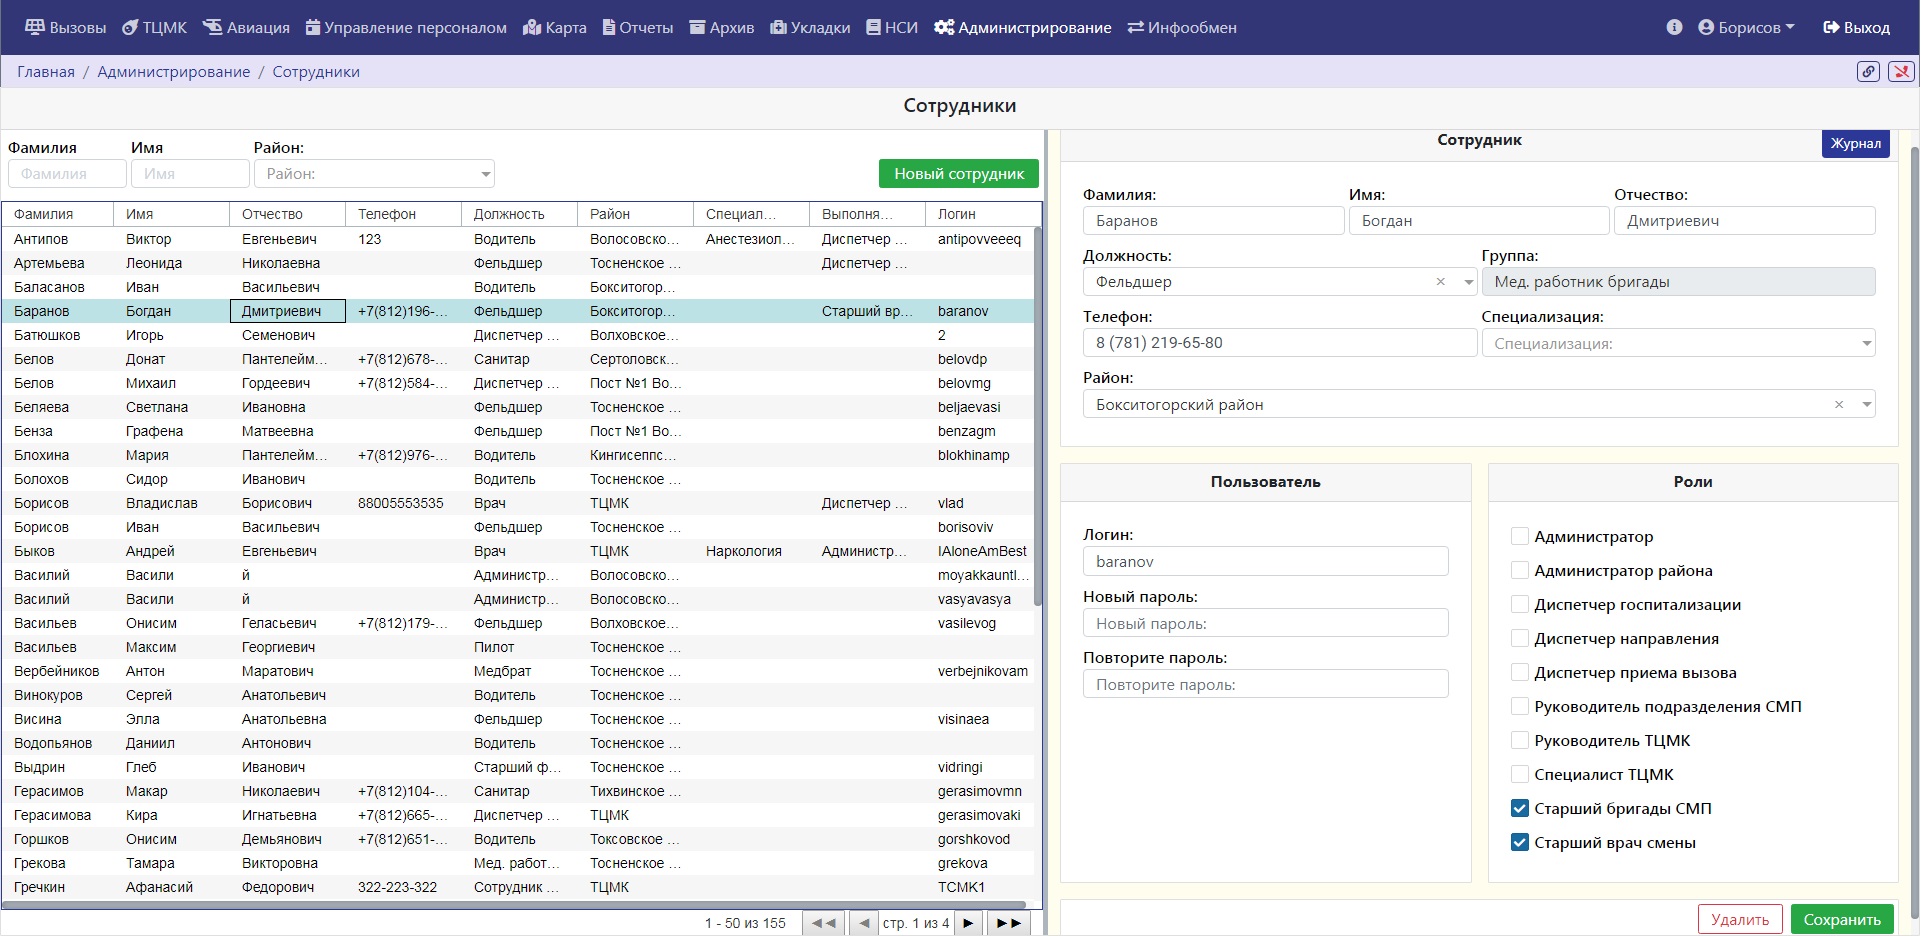 Вызовы ТЦМК Авиация Управление персоналом Карта Отчеты Архив Укладки НСИ Администрирование Инфообмен Борисов Выход
Главная / Администрирование / Сотрудники
Сотрудники
Фамилия Имя Район:
Фамилия Имя Район: Новый сотрудник
Фамилия Имя Отчество Телефон Должность Район Специал... Выполня... Логин
Антипов Виктор Евгеньевич 123 Водитель Волосовско... Анестезиол... Диспетчер ... antipovveeeq
Артемьева Леонида Николаевна Фельдшер Тосненское ... Диспетчер ...
Баласанов Иван Васильевич Водитель Бокситогор...
Баранов Богдан Дмитриевич +7(812)196-... Фельдшер Бокситогор... Старший вр... baranov
Батюшков Игорь Семенович Диспетчер ... Волховское... 2
Белов Донат Пантелейм... +7(812)678-... Санитар Сертоловск... belovdp
Белов Михаил Гордеевич +7(812)584-... Диспетчер ... Пост №1 Во... belovmg
Беляева Светлана Ивановна Фельдшер Тосненское ... beljaevasi
Бенза Графена Матвеевна Фельдшер Пост №1 Во... benzagm
Блохина Мария Пантелейм... +7(812)976-... Водитель Кингисеппс... blokhinamp
Болохов Сидор Иванович Водитель Тосненское ...
Борисов Владислав Борисович 88005553535 Врач ТЦМК Диспетчер ... vlad
Борисов Иван Васильевич Фельдшер Тосненское ... borisoviv
Быков Андрей Евгеньевич Врач ТЦМК Наркология Администр... IAloneAmBest
Василий Васили й Администр... Волосовско... moyakkauntl...
Василий Васили й Администр... Волосовско... vasyavasya
Васильев Онисим Геласьевич +7(812)179-... Фельдшер Волховское... vasilevog
Васильев Максим Георгиевич Пилот Тосненское ...
Вербейников Антон Маратович Медбрат Тосненское ... verbejnikovam
Винокуров Сергей Анатольевич Водитель Тосненское ...
Висина Элла Анатольевна Фельдшер Тосненское ... visinaea
Водопьянов Даниил Антонович Водитель Тосненское ...
Выдрин Глеб Иванович Старший ф... Тосненское ... vidringi
Герасимов Макар Николаевич +7(812)104-... Санитар Тихвинское ... gerasimovmn
Герасимова Кира Игнатьевна +7(812)665-... Диспетчер ... ТЦМК gerasimovaki
Горшков Онисим Демьянович +7(812)651-... Водитель Токсовское ... gorshkovod
Грекова Тамара Викторовна Мед. работ... Тосненское ... grekova
Гречкин Афанасий Федорович 322-223-322 Сотрудник ... ТЦМК TCMK1
1 - 50 из 155 стр. 1 из 4
Сотрудник Журнал
Фамилия: Имя: Отчество:
Баранов Богдан Дмитриевич
Должность: Группа:
Фельдшер × Мед. работник бригады
Телефон: Специализация:
8 (781) 219-65-80 Специализация:
Район:
Бокситогорский район ×
Пользователь
Логин:
baranov
Новый пароль:
Новый пароль:
Повторите пароль:
Повторите пароль:
Роли
Администратор
Администратор района
Диспетчер госпитализации
Диспетчер направления
Диспетчер приема вызова
Руководитель подразделения СМП
Руководитель ТЦМК
Специалист ТЦМК
Старший бригады СМП
Старший врач смены
Удалить Сохранить